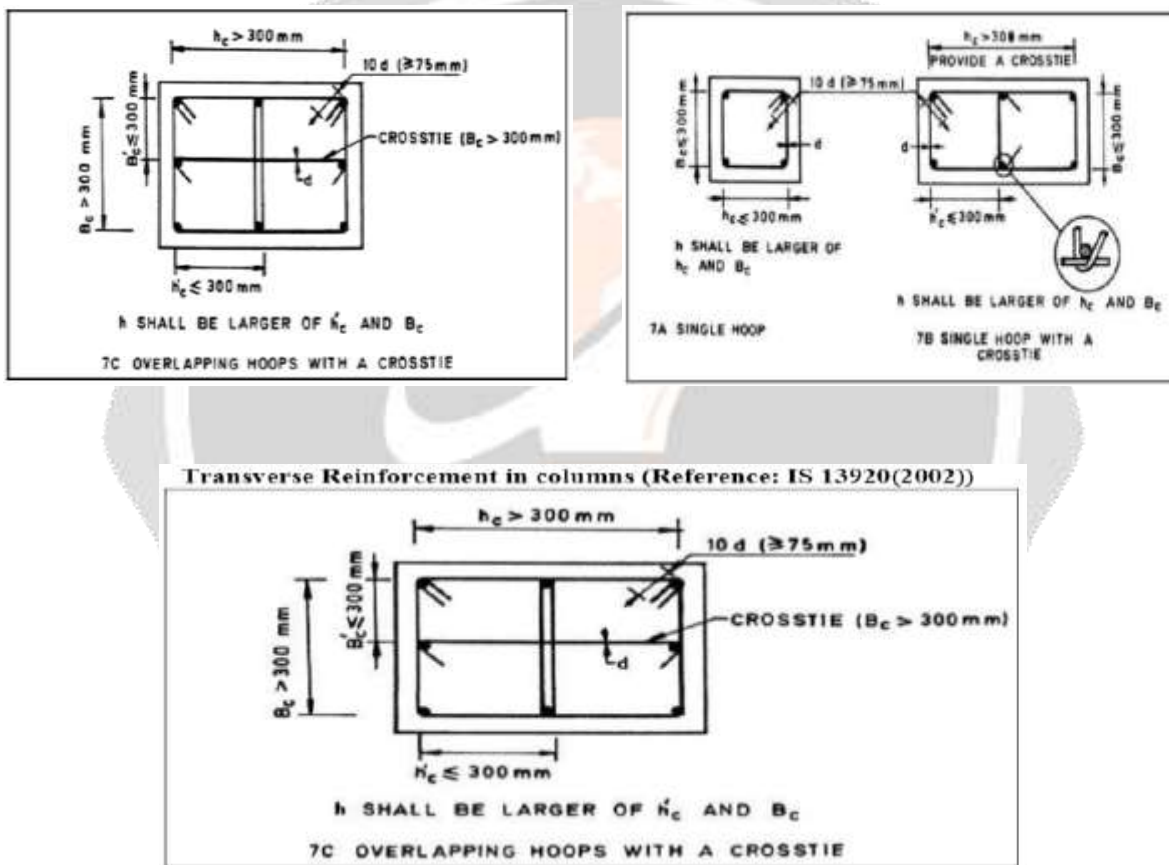 hc > 300 mm
10 d (≥75 mm)
CROSSTIE (Bc > 300 mm)
B'c ≤ 300 mm
Bc > 300 mm
d
h'c ≤ 300 mm
h SHALL BE LARGER OF h'c AND Bc
7C OVERLAPPING HOOPS WITH A CROSSTIE
hc > 300 mm
PROVIDE A CROSSTIE
10 d (≥75 mm)
Bc ≤ 300 mm
d
d
Bc ≤ 300 mm
hc ≤ 300 mm
h'c ≤ 300 mm
h SHALL BE LARGER OF
hc AND Bc
h SHALL BE LARGER OF hc AND Bc
7A SINGLE HOOP
7B SINGLE HOOP WITH A
CROSSTIE
Transverse Reinforcement in columns (Reference: IS 13920(2002))
hc > 300 mm
10 d (≥75 mm)
B'c ≤ 300 mm
CROSSTIE (Bc > 300 mm)
Bc > 300 mm
d
h'c ≤ 300 mm
h SHALL BE LARGER OF h'c AND Bc
7C OVERLAPPING HOOPS WITH A CROSSTIE